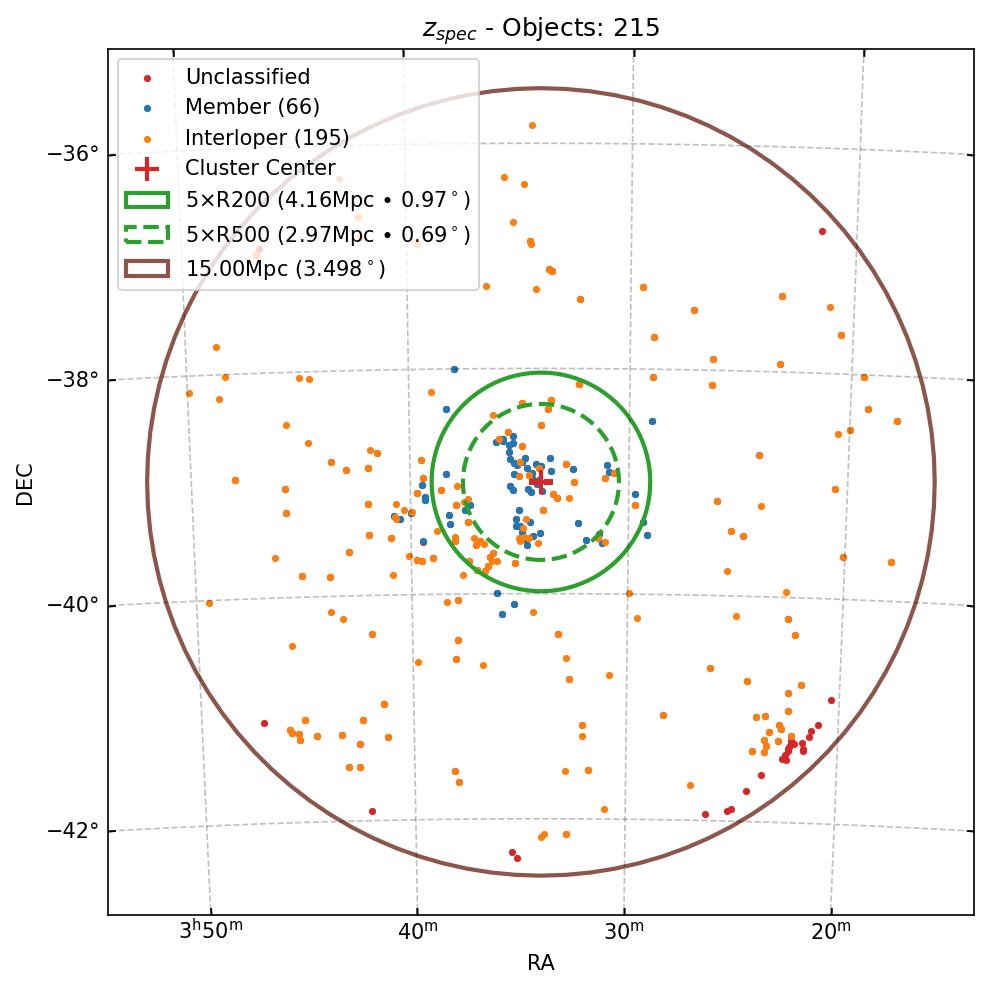 z_spec - Objects: 215
Unclassified
Member (66)
Interloper (195)
Cluster Center
5×R200 (4.16Mpc • 0.97°)
5×R500 (2.97Mpc • 0.69°)
15.00Mpc (3.498°)
−36°
−38°
−40°
−42°
DEC
3ʰ50ᵐ
40ᵐ
30ᵐ
20ᵐ
RA